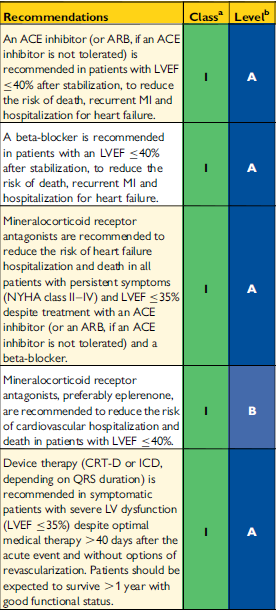 Recommendations Classᵃ Levelᵇ
An ACE inhibitor (or ARB, if an ACE
inhibitor is not tolerated) is
recommended in patients with LVEF
≤40% after stabilization, to reduce
the risk of death, recurrent MI and
hospitalization for heart failure.
I A
A beta-blocker is recommended
in patients with an LVEF ≤40%
after stabilization, to reduce the
risk of death, recurrent MI and
hospitalization for heart failure.
I A
Mineralocorticoid receptor
antagonists are recommended to
reduce the risk of heart failure
hospitalization and death in all
patients with persistent symptoms
(NYHA class II–IV) and LVEF ≤35%
despite treatment with an ACE
inhibitor (or an ARB, if an ACE
inhibitor is not tolerated) and a
beta-blocker.
I A
Mineralocorticoid receptor
antagonists, preferably eplerenone,
are recommended to reduce the risk
of cardiovascular hospitalization and
death in patients with LVEF ≤40%.
I B
Device therapy (CRT-D or ICD,
depending on QRS duration) is
recommended in symptomatic
patients with severe LV dysfunction
(LVEF ≤35%) despite optimal
medical therapy >40 days after the
acute event and without options of
revascularization. Patients should be
expected to survive >1 year with
good functional status.
I A